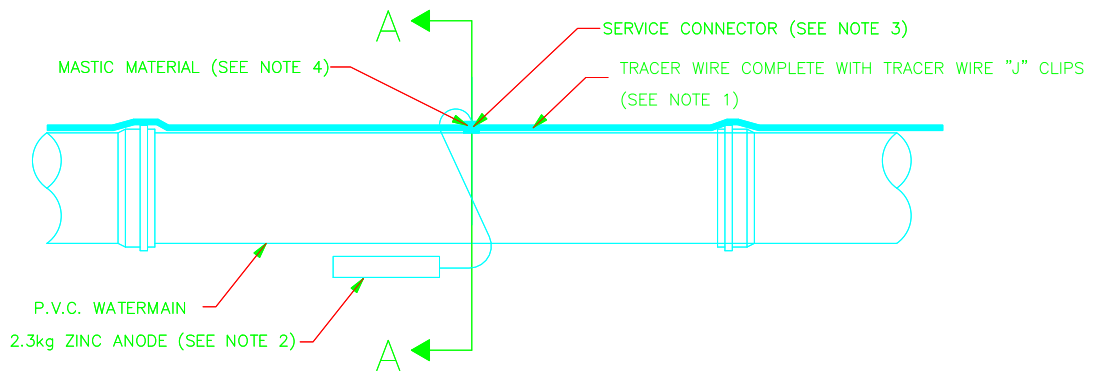 A
SERVICE CONNECTOR (SEE NOTE 3)
MASTIC MATERIAL (SEE NOTE 4)
TRACER WIRE COMPLETE WITH TRACER WIRE "J" CLIPS
(SEE NOTE 1)
P.V.C. WATERMAIN
2.3kg ZINC ANODE (SEE NOTE 2)
A